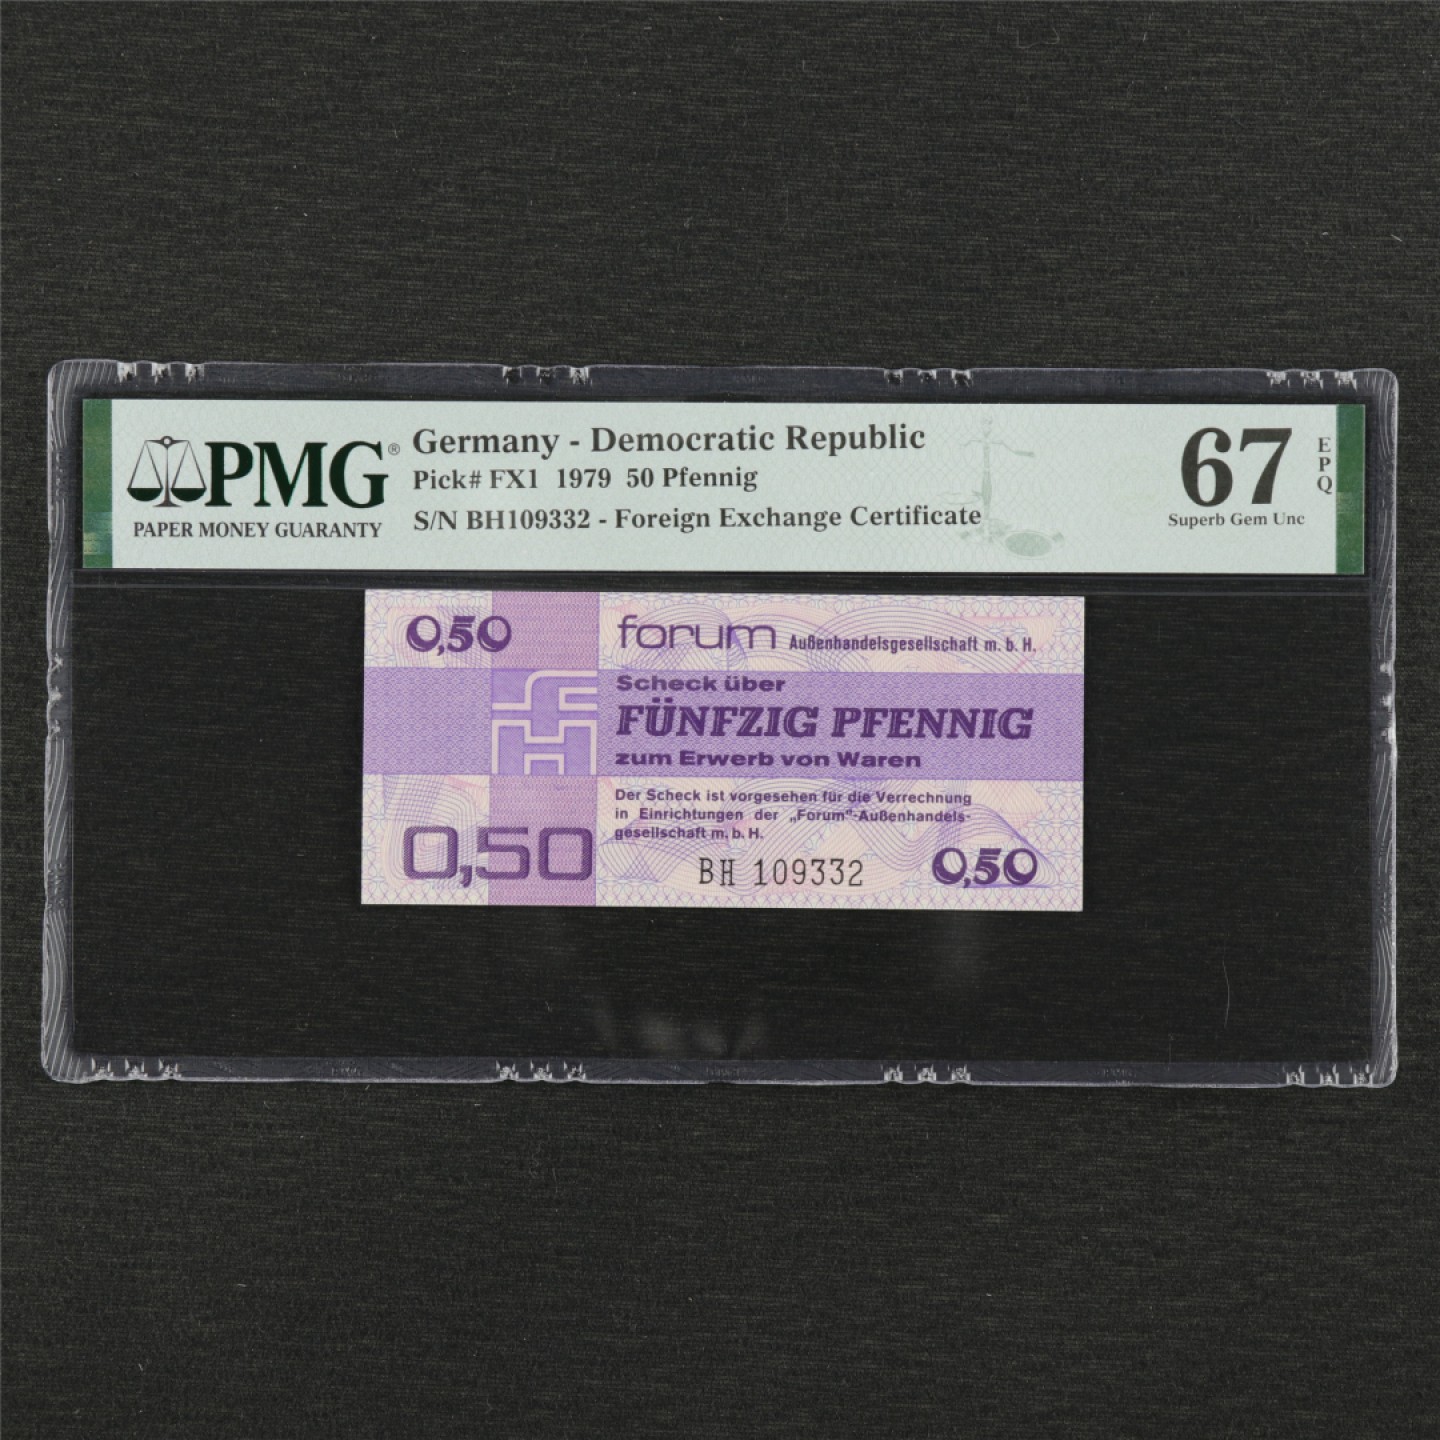 PMG®
PAPER MONEY GUARANTY
Germany - Democratic Republic
Pick# FX1 1979 50 Pfennig
S/N BH109332 - Foreign Exchange Certificate
67
EPQ
Superb Gem Unc
0,50
forum Außenhandelsgesellschaft m. b. H.
Scheck über
FÜNFZIG PFENNIG
zum Erwerb von Waren
Der Scheck ist vorgesehen für die Verrechnung
in Einrichtungen der „Forum"-Außenhandels-
gesellschaft m. b. H.
0,50
BH 109332
0,50